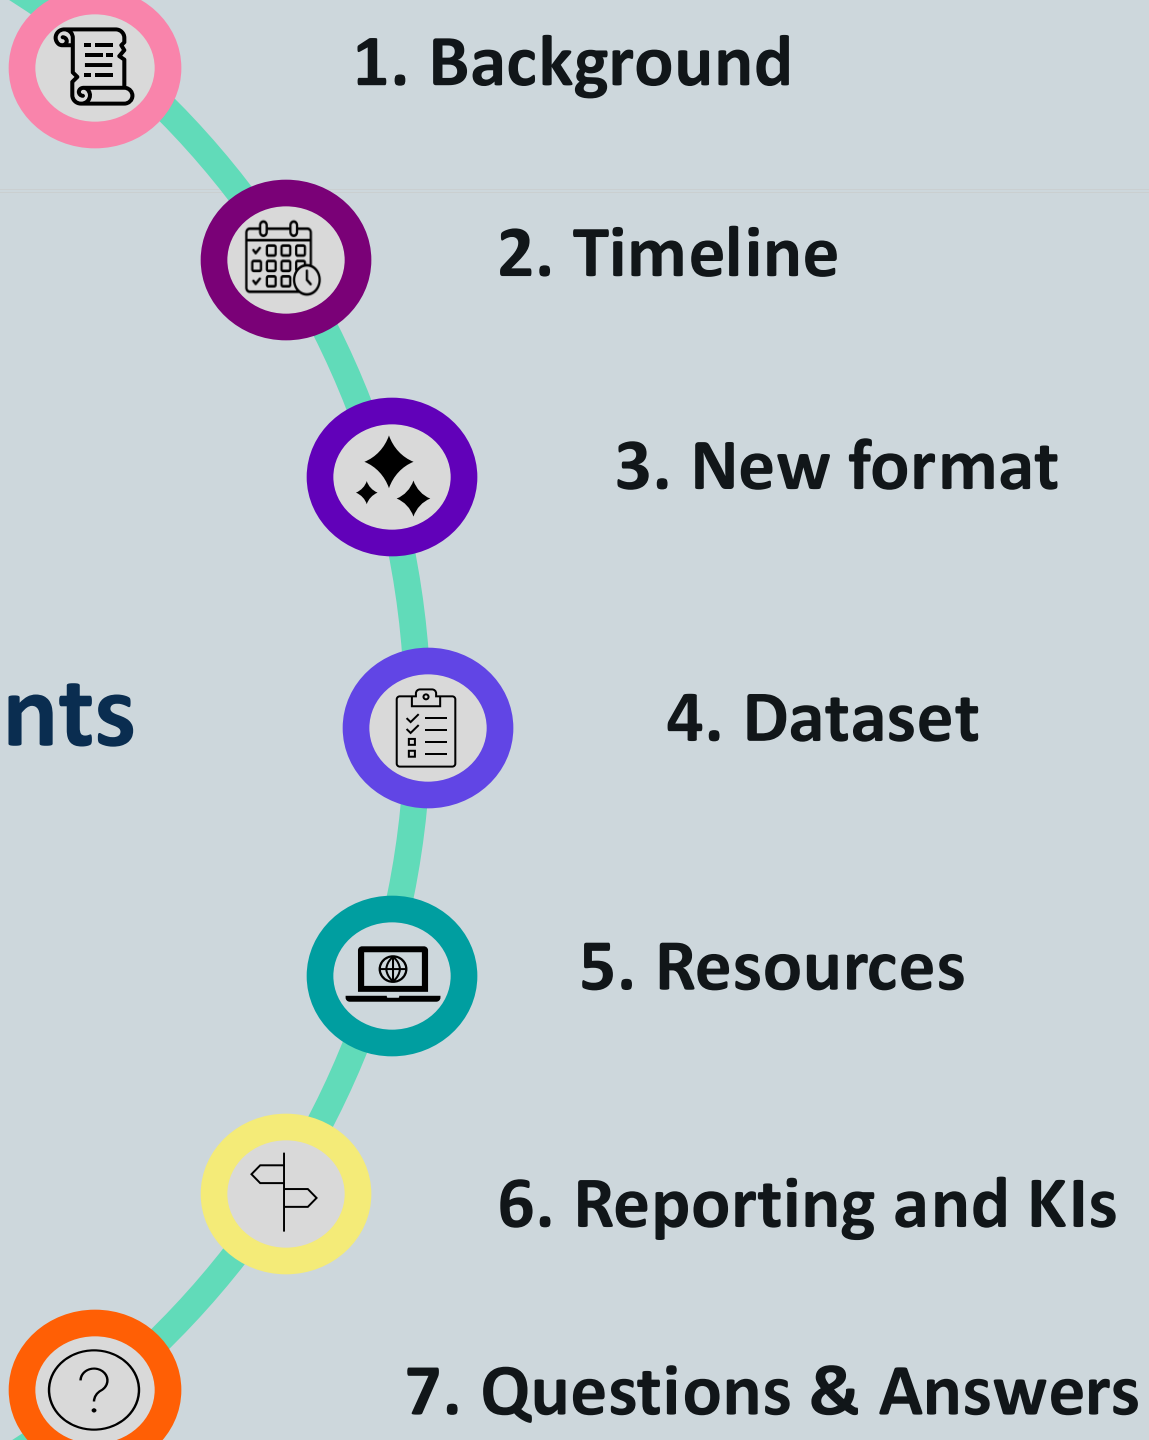 1. Background
2. Timeline
3. New format
nts
4. Dataset
5. Resources
6. Reporting and KIs
7. Questions & Answers
?